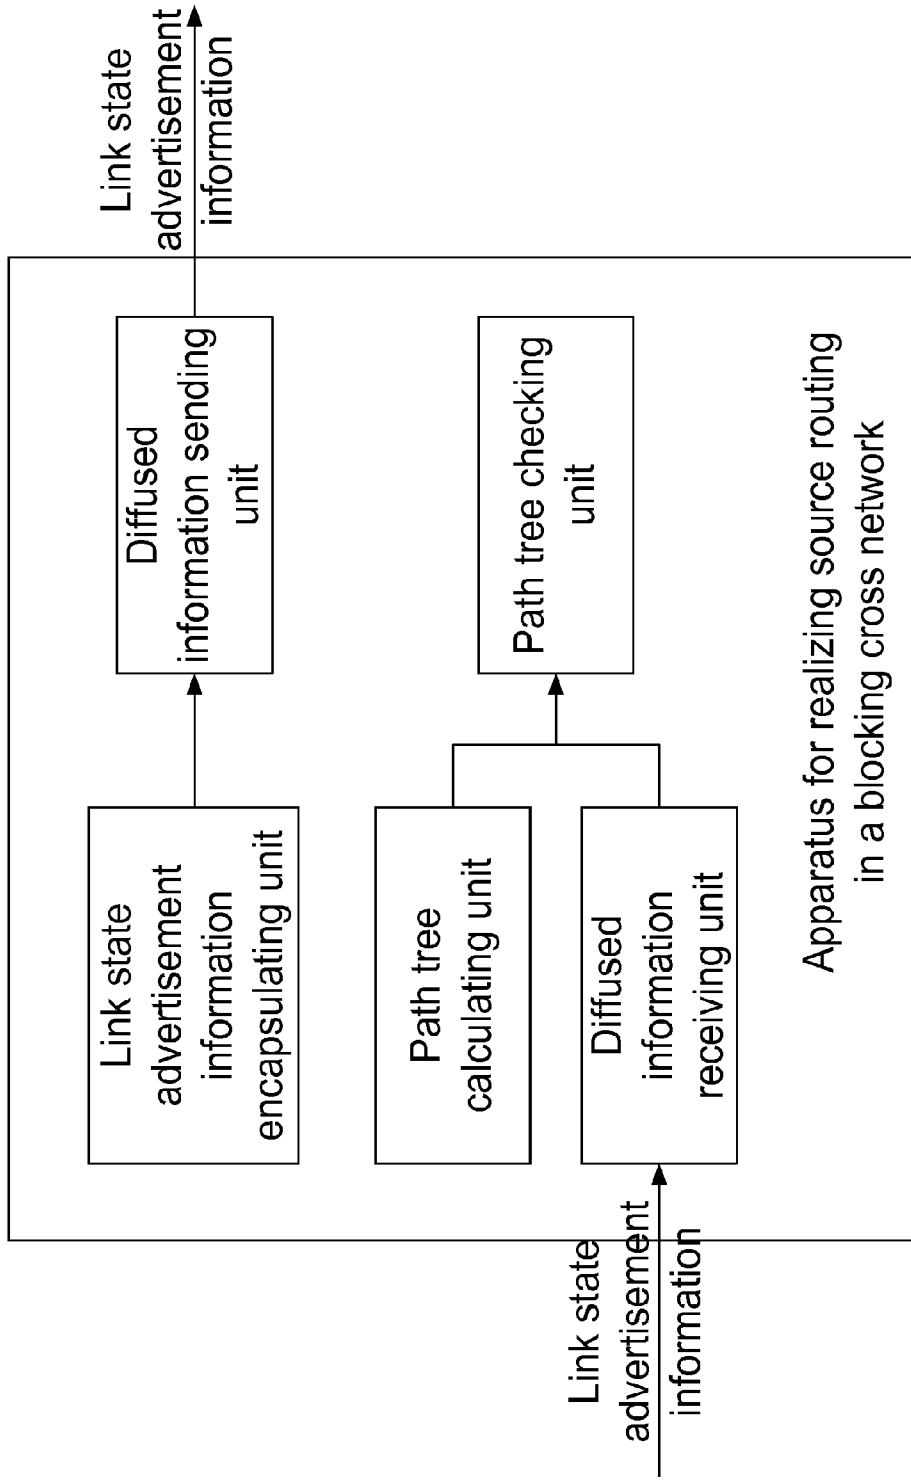 Link state
advertisement
information
encapsulating unit
Diffused
information sending
unit
Link state
advertisement
information
Path tree
calculating unit
Path tree checking
unit
Link state
advertisement
information
Diffused
information
receiving unit
Apparatus for realizing source routing
in a blocking cross network